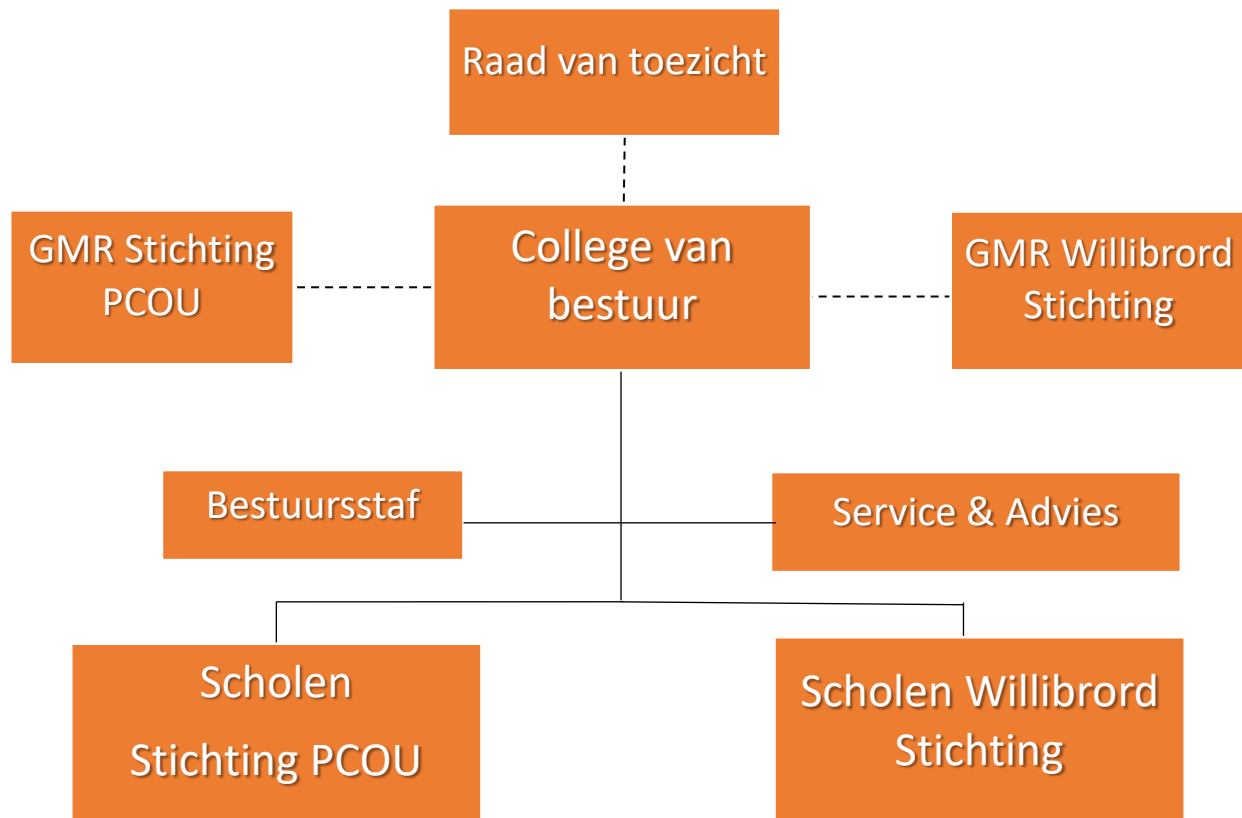 Raad van toezicht
GMR Stichting
PCOU
College van
bestuur
GMR Willibrord
Stichting
Bestuursstaf
Service & Advies
Scholen
Stichting PCOU
Scholen Willibrord
Stichting